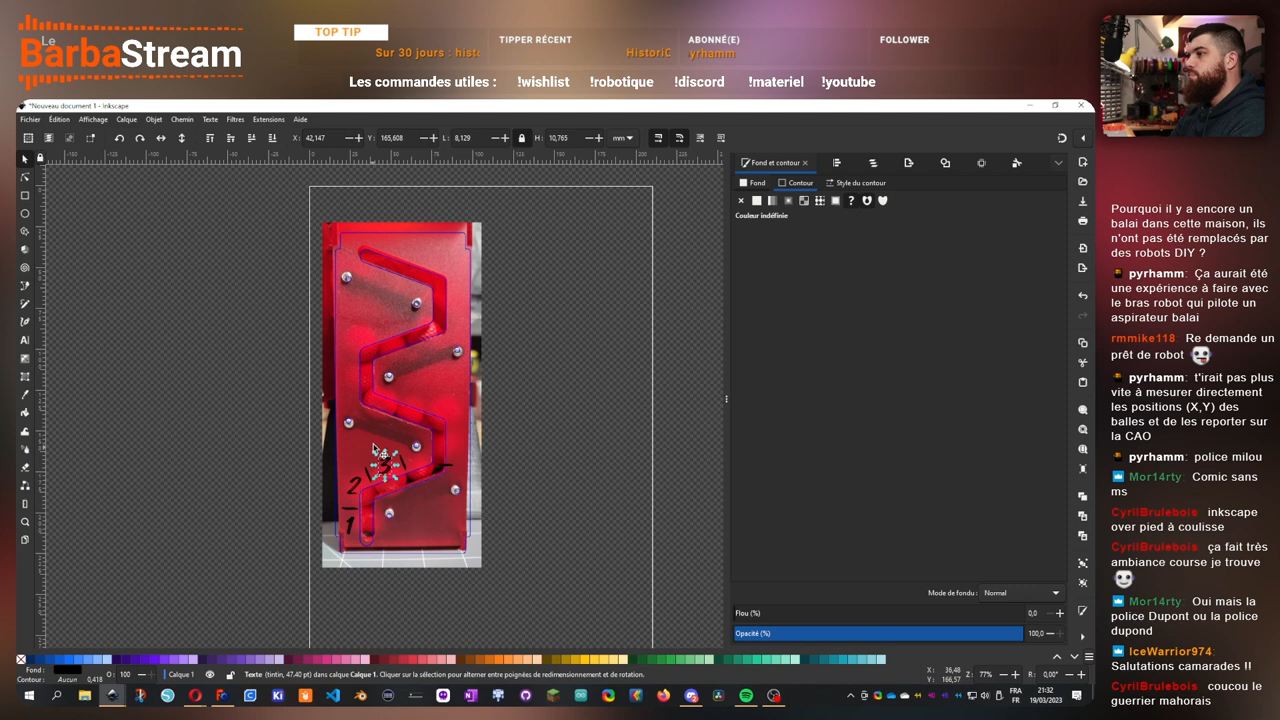 Le
BarbaStream
TOP TIP
Sur 30 jours : histo
TIPPER RÉCENT
HistoriC
ABONNÉ(E)
yrhamm
FOLLOWER
Les commandes utiles : !wishlist !robotique !discord !materiel !youtube
*Nouveau document 1 - Inkscape
Fichier Édition Affichage Calque Objet Chemin Texte Filtres Extensions Aide
X: 42,147 Y: 165,608 L: 8,129 H: 10,765 mm
Fond et contour
Fond Contour Style du contour
Couleur indéfinie
2
1
Mode de fondu : Normal
Flou (%) 0,0
Opacité (%) 100,0
Fond :
Contour : Aucun 0,418
O : 100
Calque 1
Texte (tintin, 47,40 pt) dans Calque Calque 1. Cliquer sur la sélection pour alterner entre poignées de redimensionnement et de rotation.
X : 36,48
Y : 166,57
Z : 77%
R : 0,00°
FRA
FR
21:32
19/03/2023
Pourquoi il y a encore un
balai dans cette maison, ils
n'ont pas été remplacés par
des robots DIY ?
pyrhamm: Ça aurait été
une expérience à faire avec
le bras robot qui pilote un
aspirateur balai
rmmike118: Re demande un
prêt de robot
pyrhamm: t'irait pas plus
vite à mesurer directement
les positions (X,Y) des
balles et de les reporter sur
la CAO
pyrhamm: police milou
Mor14rty: Comic sans
ms
CyrilBrulebois: inkscape
over pied à coulisse
CyrilBrulebois: ça fait très
ambiance course je trouve
Mor14rty: Oui mais la
police Dupont ou la police
dupond
IceWarrior974:
Salutations camarades !!
CyrilBrulebois: coucou le
guerrier mahorais